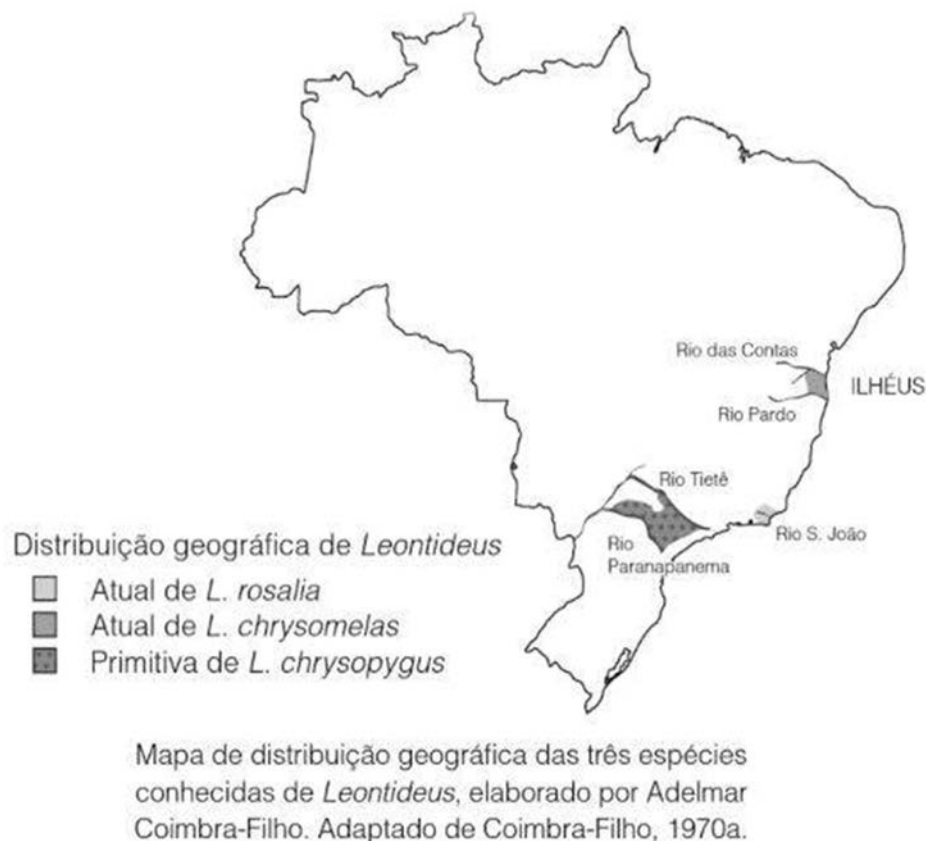 Rio das Contas
ILHÉUS
Rio Pardo
Rio Tietê
Rio S. João
Rio
Paranapanema
Distribuição geográfica de Leontideus
Atual de L. rosalia
Atual de L. chrysomelas
Primitiva de L. chrysopygus
Mapa de distribuição geográfica das três espécies
conhecidas de Leontideus, elaborado por Adelmar
Coimbra-Filho. Adaptado de Coimbra-Filho, 1970a.